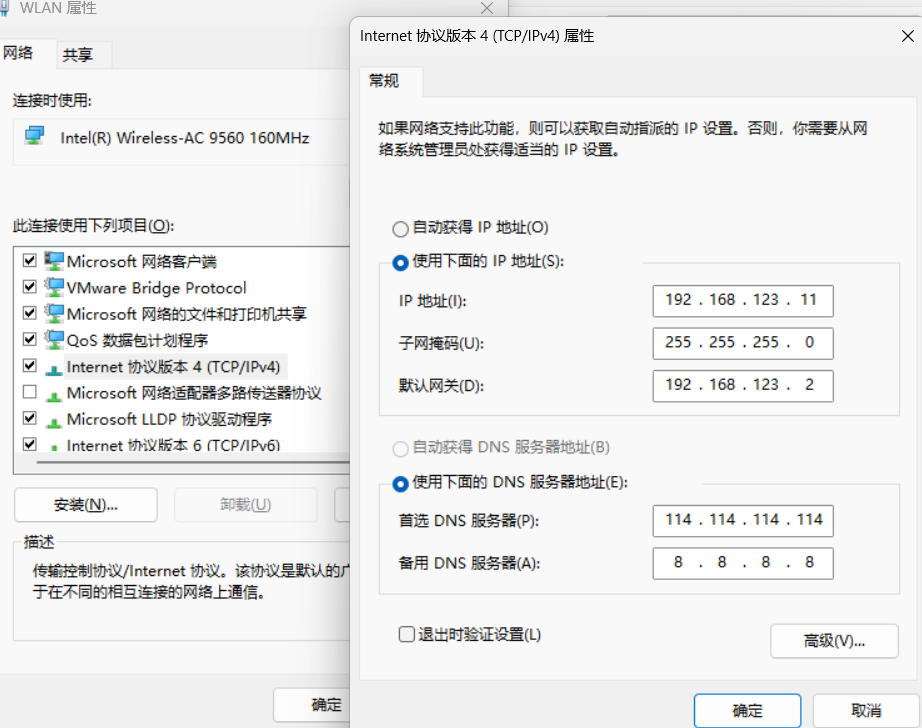 WLAN 属性
网络
共享
连接时使用:
Intel(R) Wireless-AC 9560 160MHz
此连接使用下列项目(O):
Microsoft 网络客户端
VMware Bridge Protocol
Microsoft 网络的文件和打印机共享
QoS 数据包计划程序
Internet 协议版本 4 (TCP/IPv4)
Microsoft 网络适配器多路传送器协议
Microsoft LLDP 协议驱动程序
Internet 协议版本 6 (TCP/IPv6)
安装(N)...
卸载(U)
描述
传输控制协议/Internet 协议。该协议是默认的广
于在不同的相互连接的网络上通信。
确定
Internet 协议版本 4 (TCP/IPv4) 属性
常规
如果网络支持此功能，则可以获取自动指派的 IP 设置。否则，你需要从网
络系统管理员处获得适当的 IP 设置。
自动获得 IP 地址(O)
使用下面的 IP 地址(S):
IP 地址(I):
192 . 168 . 123 . 11
子网掩码(U):
255 . 255 . 255 . 0
默认网关(D):
192 . 168 . 123 . 2
自动获得 DNS 服务器地址(B)
使用下面的 DNS 服务器地址(E):
首选 DNS 服务器(P):
114 . 114 . 114 . 114
备用 DNS 服务器(A):
8 . 8 . 8 . 8
退出时验证设置(L)
高级(V)...
确定
取消